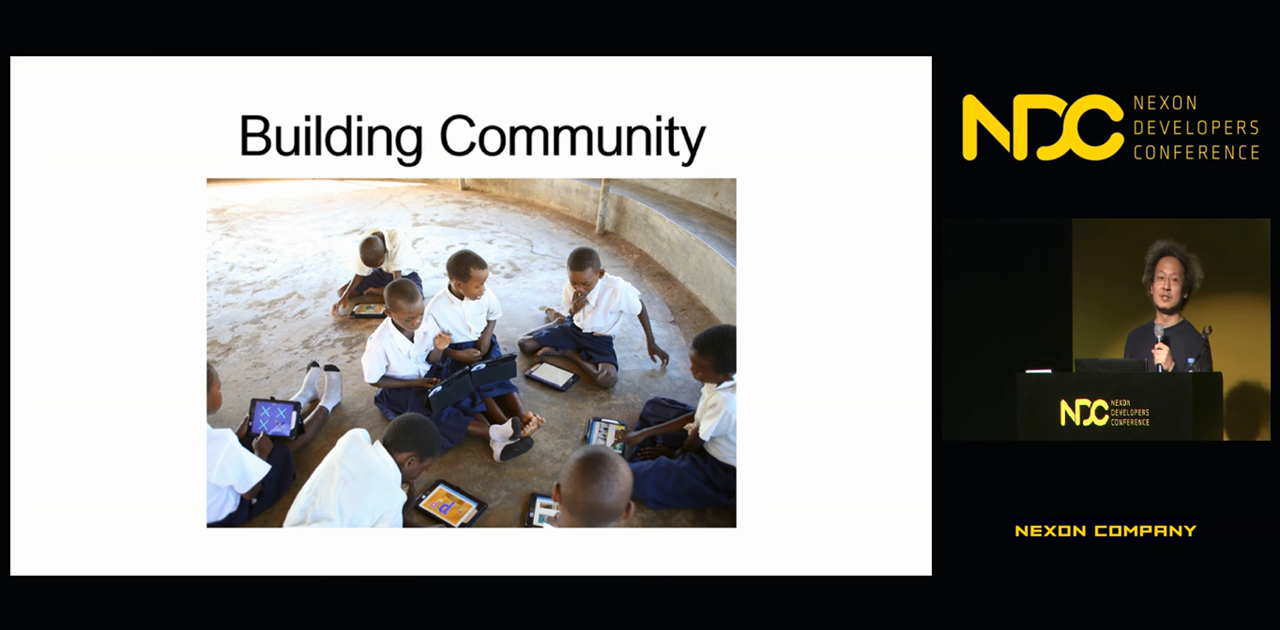 Building Community
NDC
NEXON
DEVELOPERS
CONFERENCE
NDC
NEXON
DEVELOPERS
CONFERENCE
NEXON COMPANY